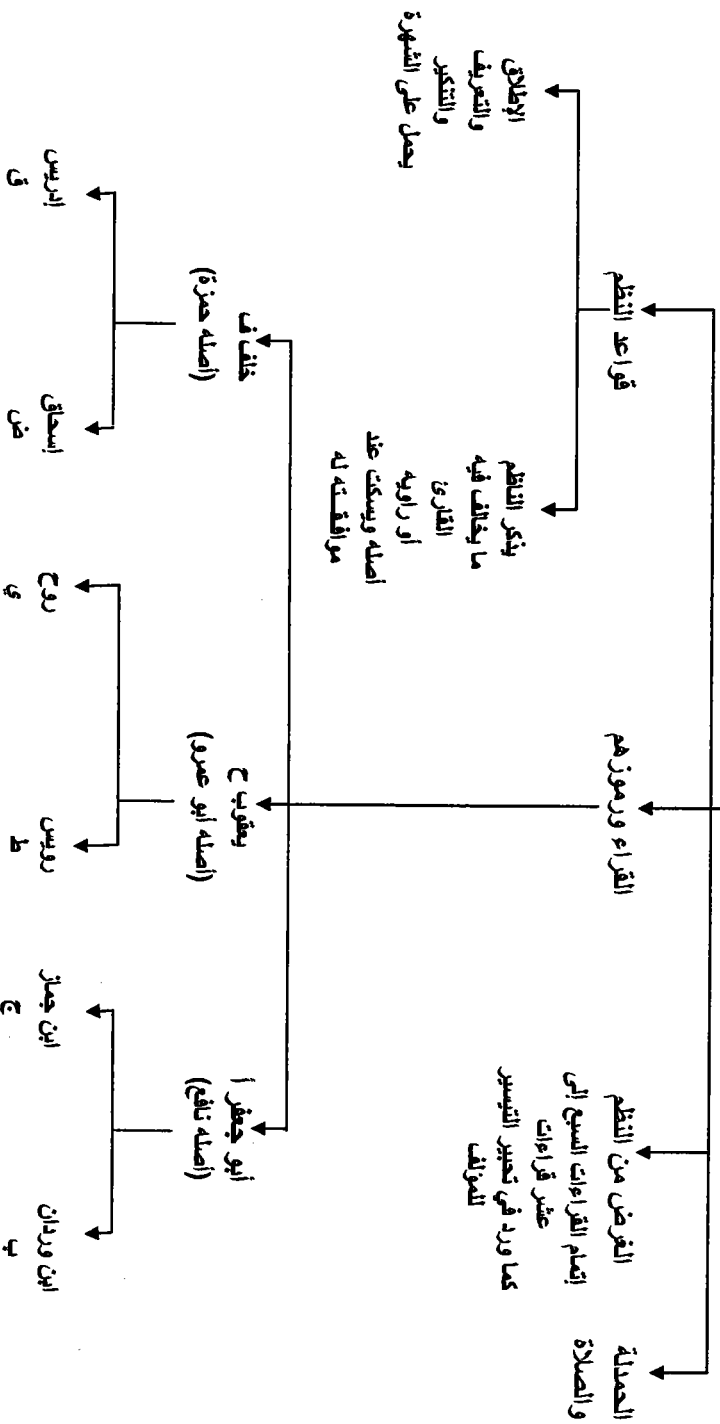 الحمدلة
والصلاة
الغرض من النظم
إتمام القراءات السبع إلى
عشر قراءات
كما ورد في تحبير التيسير
للمؤلف
القراء ورموزهم
قواعد النظم
أبو جعفر أ
(أصله نافع)
ابن وردان
ب
ابن جماز
ج
يعقوب ح
(أصله أبو عمرو)
رويس
ط
روح
ي
خلف ف
(أصله حمزة)
إسحاق
ض
إدريس
ق
يذكر الناظم
ما يخالف فيه
القارئ
أو راويه
أصله ويسكت عند
موافقته له
الإطلاق
والتعريف
والتنكير
يحمل على الشهرة